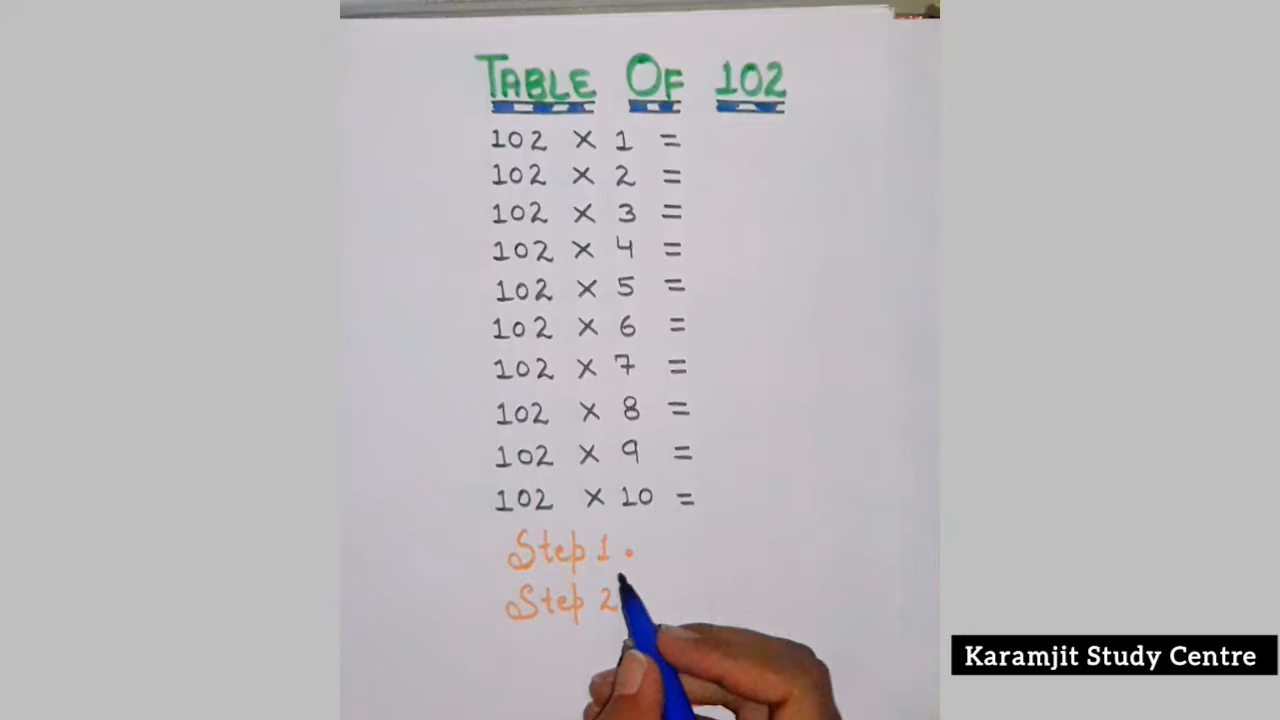 TABLE OF 102
102 × 1 =
102 × 2 =
102 × 3 =
102 × 4 =
102 × 5 =
102 × 6 =
102 × 7 =
102 × 8 =
102 × 9 =
102 × 10 =
Step 1.
Step 2
Karamjit Study Centre